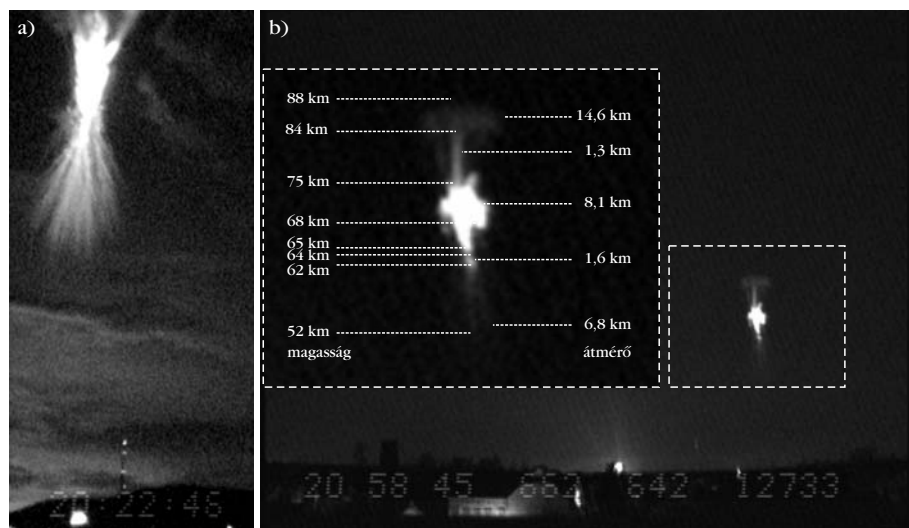 a)
20:22:46
b)
88 km
14,6 km
84 km
1,3 km
75 km
8,1 km
68 km
65 km
64 km
1,6 km
62 km
6,8 km
52 km
magasság
átmérő
20 58 45 662 642 12733